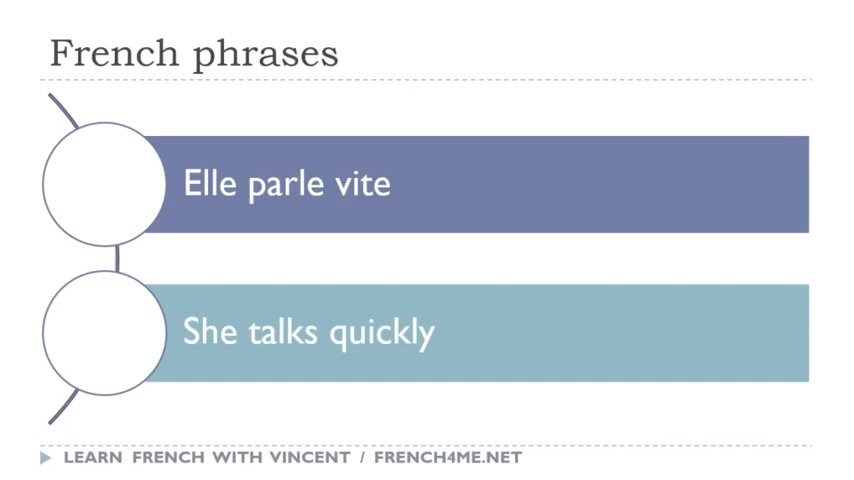 French phrases
Elle parle vite
She talks quickly
LEARN FRENCH WITH VINCENT / FRENCH4ME.NET